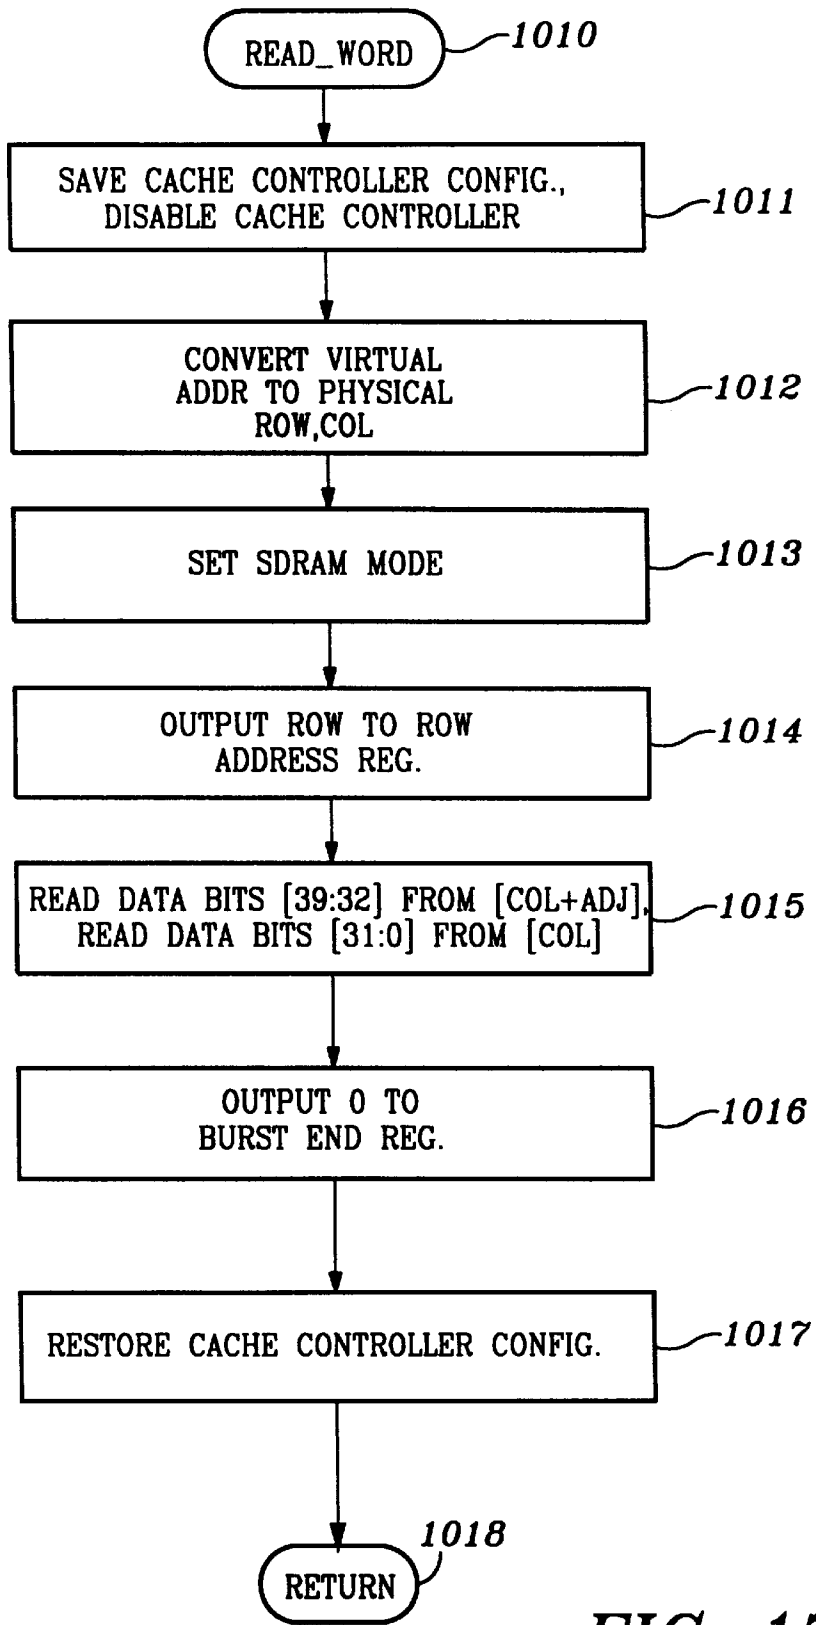 READ_WORD
1010
SAVE CACHE CONTROLLER CONFIG.,
DISABLE CACHE CONTROLLER
1011
CONVERT VIRTUAL
ADDR TO PHYSICAL
ROW,COL
1012
SET SDRAM MODE
1013
OUTPUT ROW TO ROW
ADDRESS REG.
1014
READ DATA BITS [39:32] FROM [COL+ADJ],
READ DATA BITS [31:0] FROM [COL]
1015
OUTPUT 0 TO
BURST END REG.
1016
RESTORE CACHE CONTROLLER CONFIG.
1017
1018
RETURN